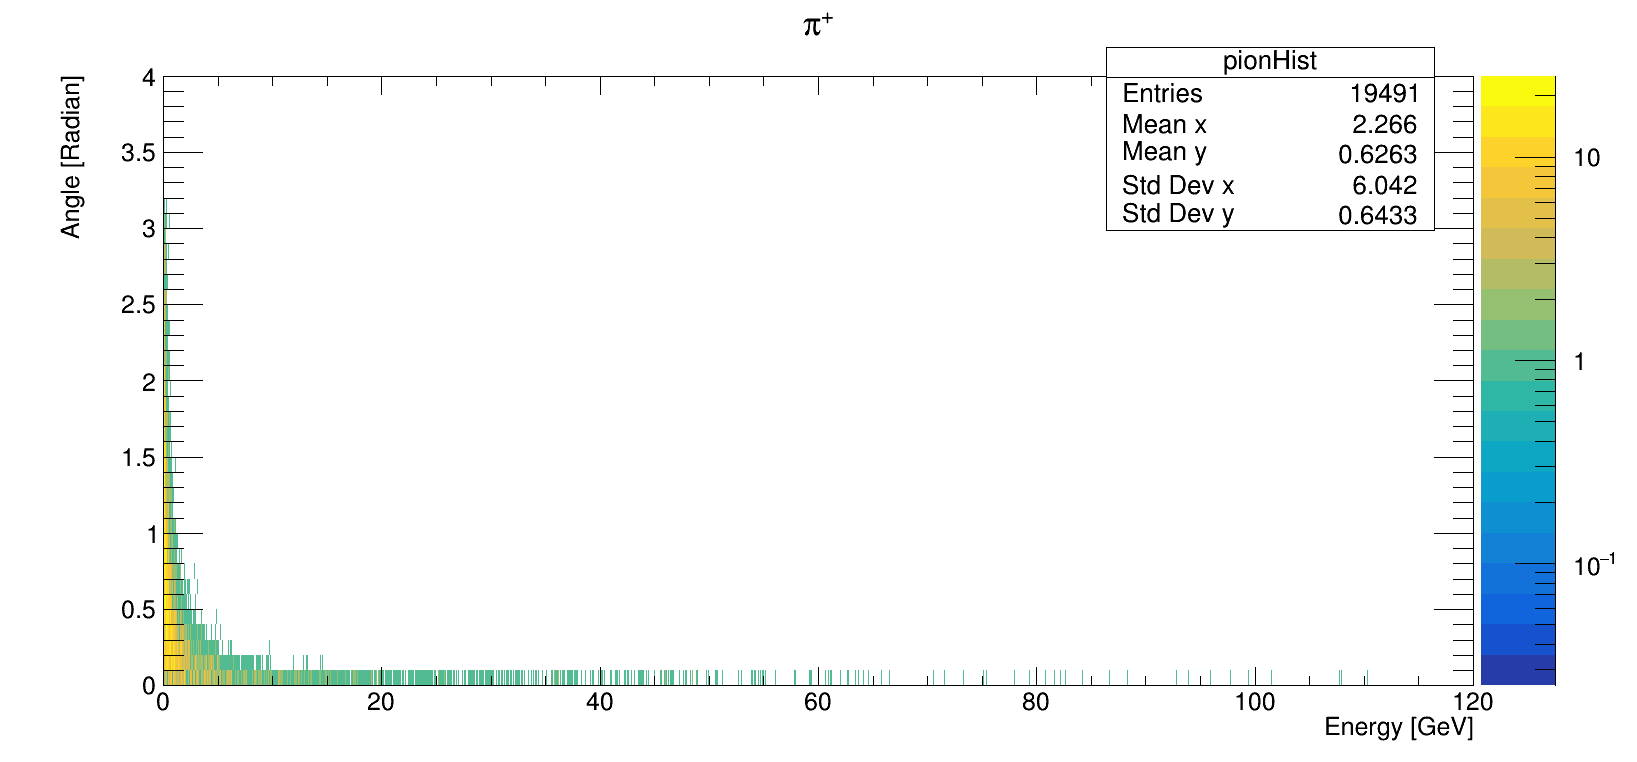 π⁺
pionHist
Entries 19491
Mean x 2.266
Mean y 0.6263
Std Dev x 6.042
Std Dev y 0.6433
Angle [Radian]
4
3.5
3
2.5
2
1.5
1
0.5
0
0 20 40 60 80 100 120
Energy [GeV]
10
1
10⁻¹